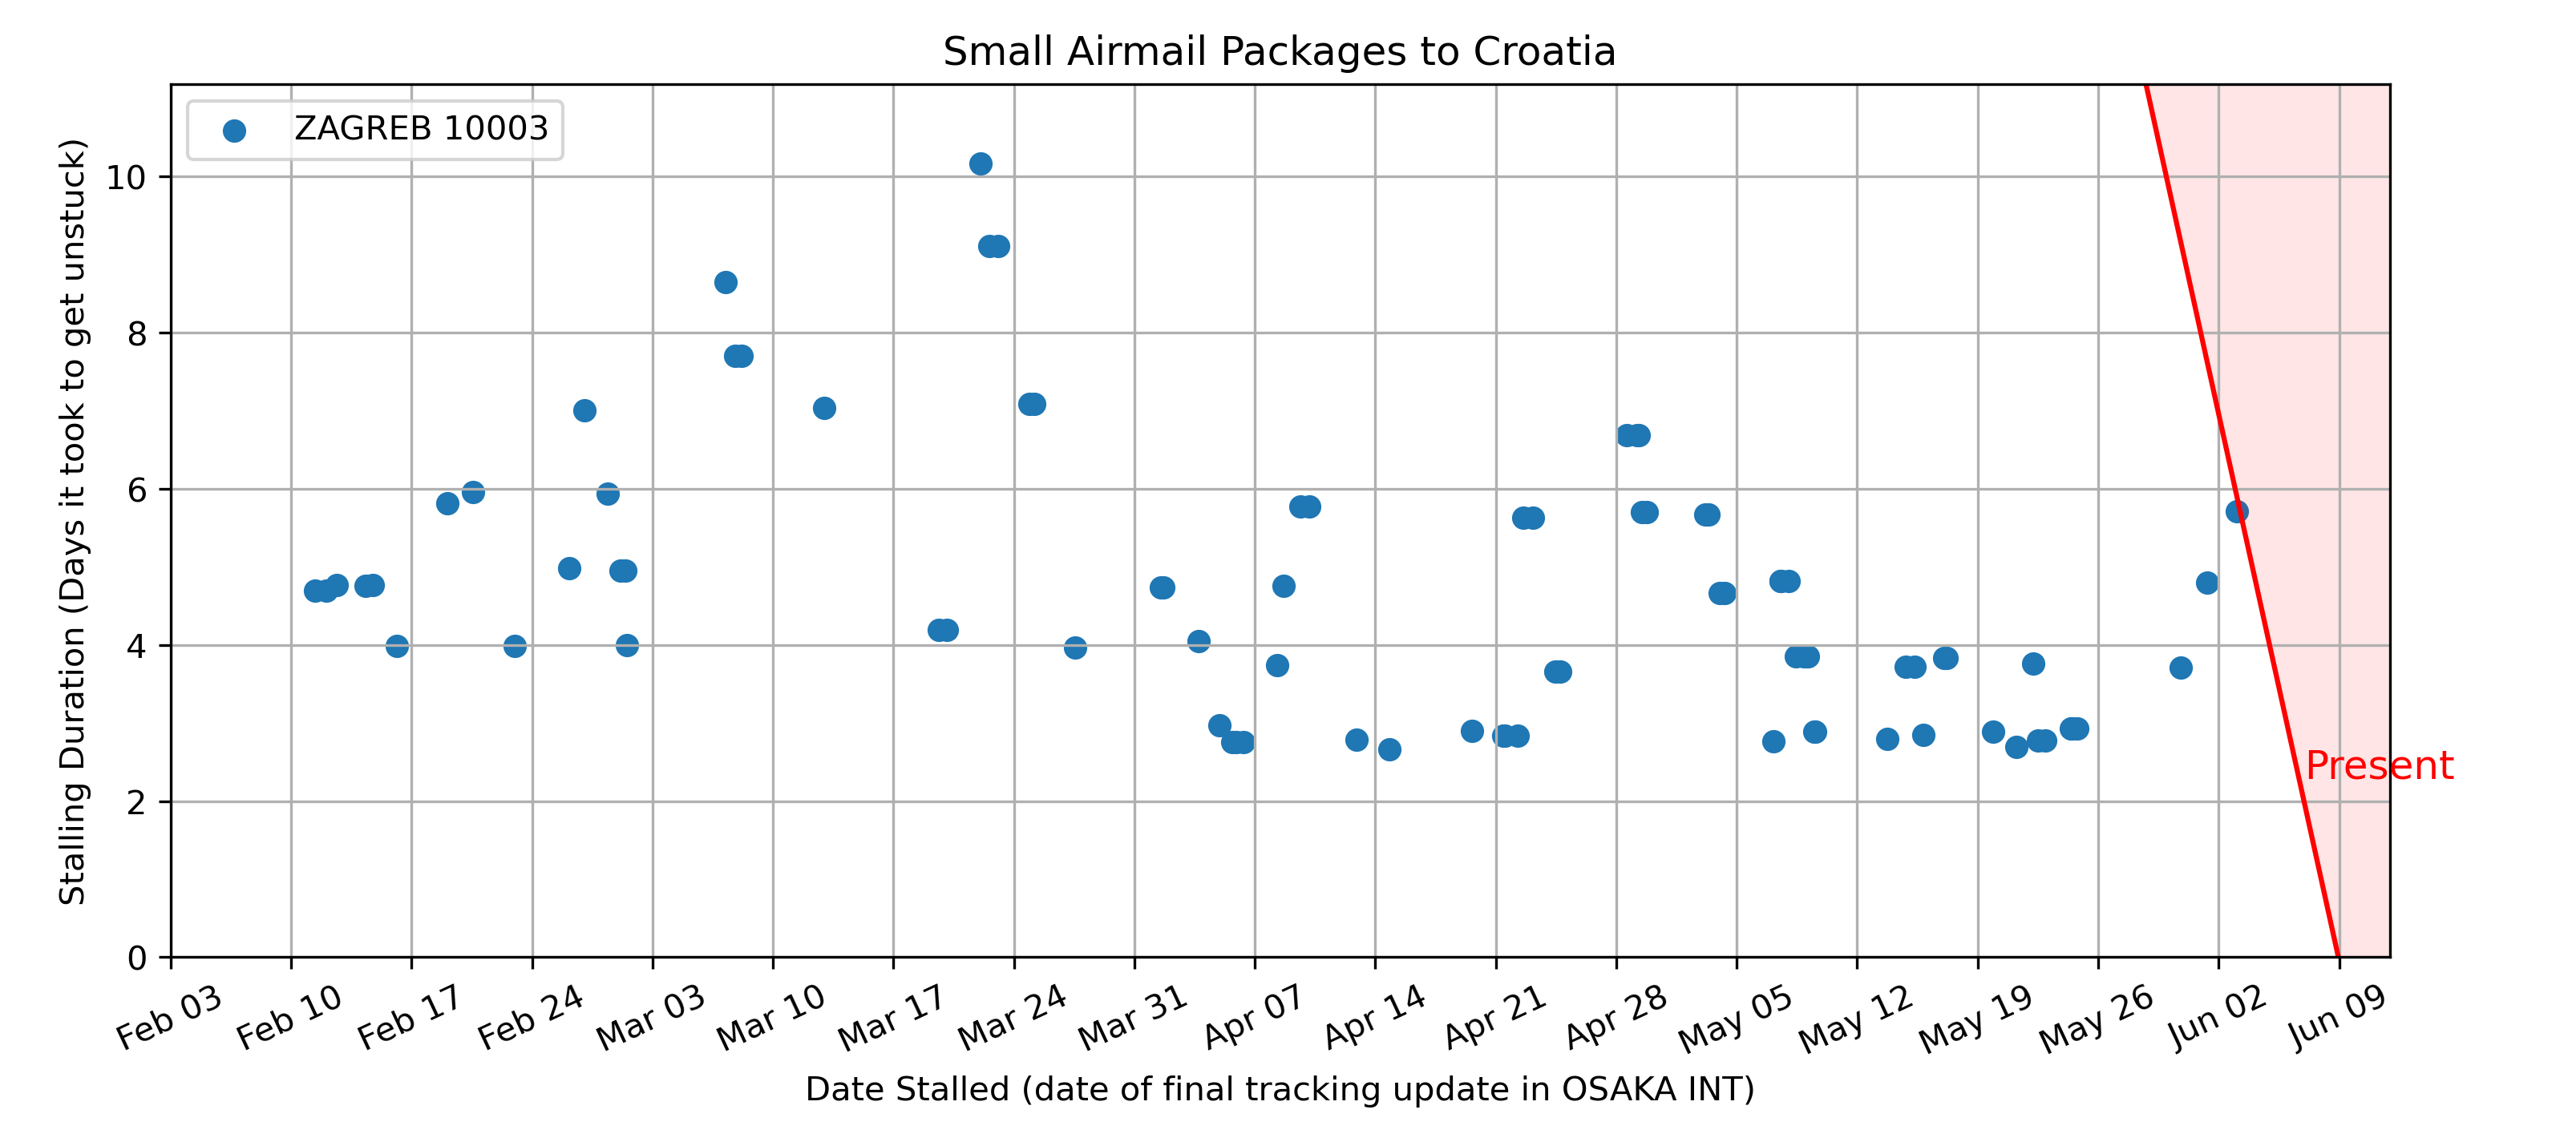 Small Airmail Packages to Croatia
ZAGREB 10003
Stalling Duration (Days it took to get unstuck)
10
8
6
4
2
0
Present
Feb 03 Feb 10 Feb 17 Feb 24 Mar 03 Mar 10 Mar 17 Mar 24 Mar 31 Apr 07 Apr 14 Apr 21 Apr 28 May 05 May 12 May 19 May 26 Jun 02 Jun 09
Date Stalled (date of final tracking update in OSAKA INT)